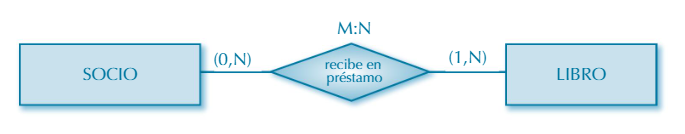 M:N
SOCIO
(0,N)
recibe en
préstamo
(1,N)
LIBRO